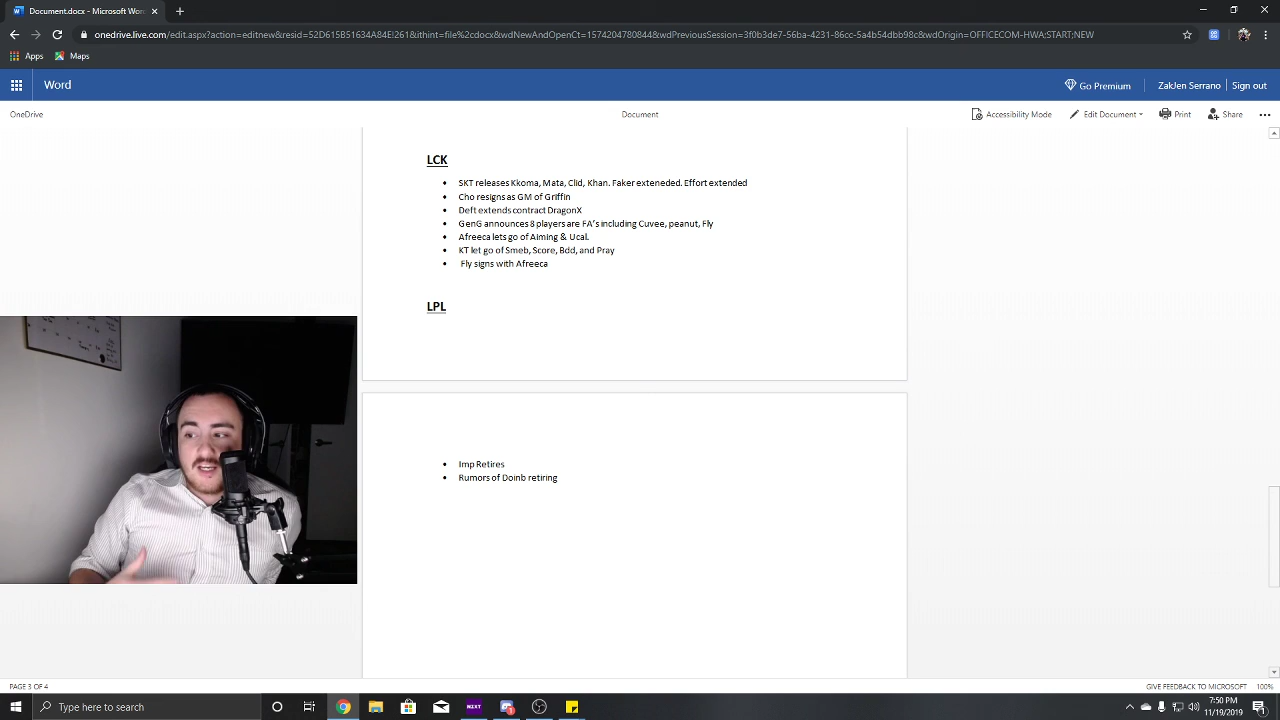 Document.docx - Microsoft Wor
onedrive.live.com/edit.aspx?action=editnew&resid=52D615B51634A84E!261&ithint=file%2cdocx&wdNewAndOpenCt=1574204780844&wdPreviousSession=3f0b3de7-56ba-4231-86cc-5a4b54dbb98c&wdOrigin=OFFICECOM-HWA;START;NEW
Apps Maps
Word Go Premium ZakJen Serrano Sign out
OneDrive Document Accessibility Mode Edit Document Print Share
LCK
• SKT releases Kkoma, Mata, Clid, Khan. Faker exteneded. Effort extended
• Cho resigns as GM of Griffin
• Deft extends contract DragonX
• GenG announces 8 players are FA's including Cuvee, peanut, Fly
• Afreeca lets go of Aiming & Ucal.
• KT let go of Smeb, Score, Bdd, and Pray
• Fly signs with Afreeca
LPL
• Imp Retires
• Rumors of Doinb retiring
PAGE 3 OF 4 GIVE FEEDBACK TO MICROSOFT 100%
Type here to search
7:50 PM
11/19/2019